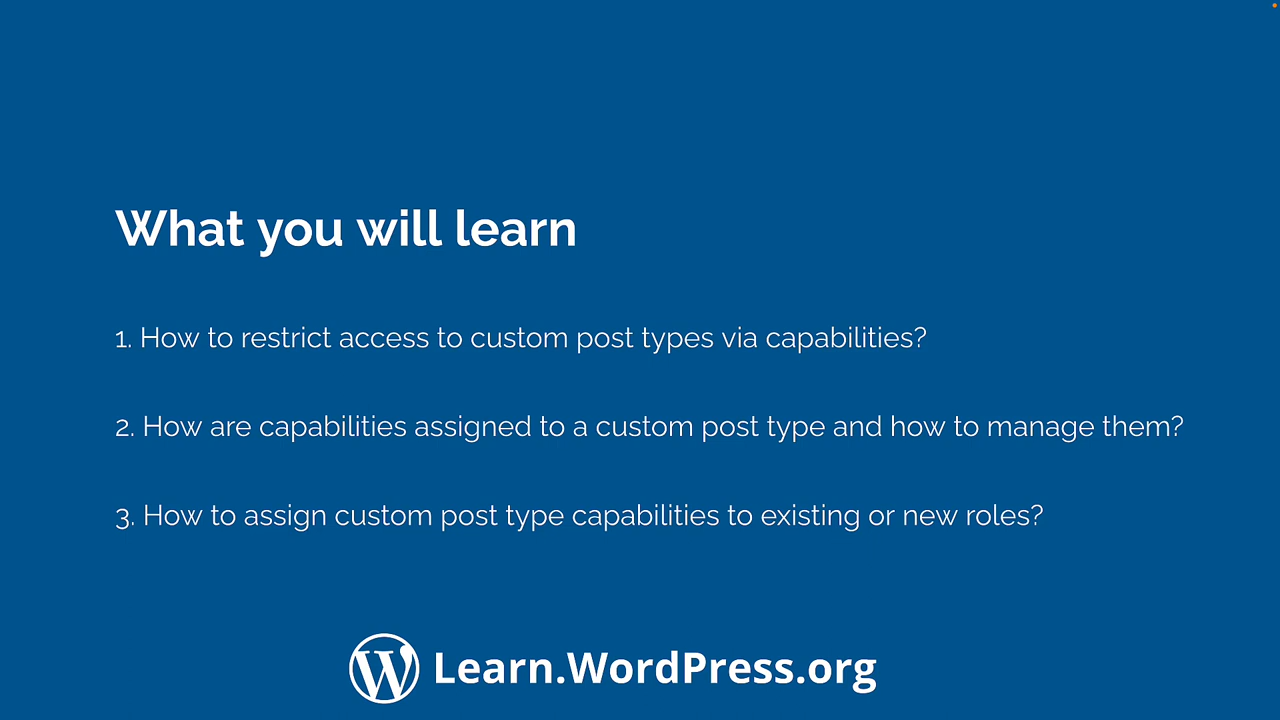 What you will learn
1. How to restrict access to custom post types via capabilities?
2. How are capabilities assigned to a custom post type and how to manage them?
3. How to assign custom post type capabilities to existing or new roles?
Learn.WordPress.org